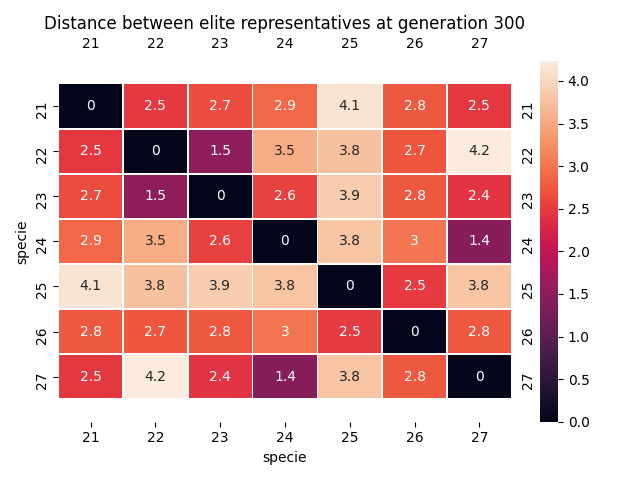 Distance between elite representatives at generation 300
21 22 23 24 25 26 27
21 0 2.5 2.7 2.9 4.1 2.8 2.5 21
22 2.5 0 1.5 3.5 3.8 2.7 4.2 22
23 2.7 1.5 0 2.6 3.9 2.8 2.4 23
24 2.9 3.5 2.6 0 3.8 3 1.4 24
25 4.1 3.8 3.9 3.8 0 2.5 3.8 25
26 2.8 2.7 2.8 3 2.5 0 2.8 26
27 2.5 4.2 2.4 1.4 3.8 2.8 0 27
21 22 23 24 25 26 27
specie
specie
4.0
3.5
3.0
2.5
2.0
1.5
1.0
0.5
0.0